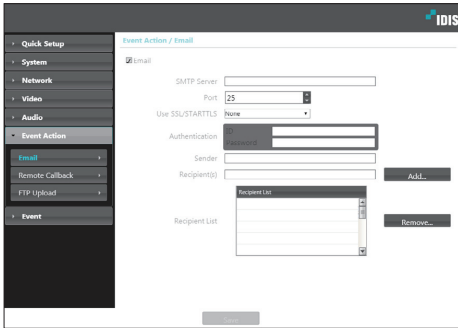 IDIS
Quick Setup
System
Network
Video
Audio
Event Action
Email
Remote Callback
FTP Upload
Event
Event Action / Email
Email
SMTP Server
Port 25
Use SSL/STARTTLS None
Authentication ID
Password
Sender
Recipient(s) Add...
Recipient List
Recipient List Remove...
Save